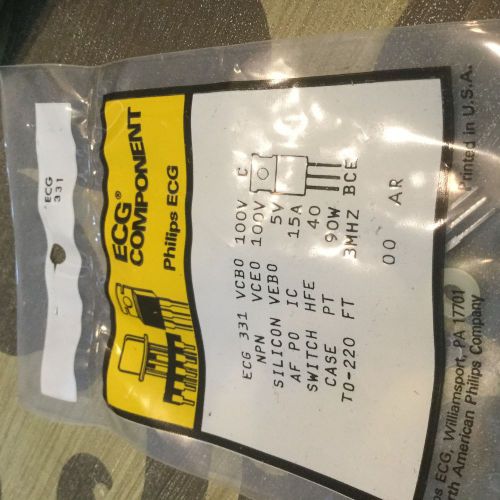 ECG
331
ECG®
COMPONENT
Philips ECG
ECG 331 VCBO 100V C
NPN VCEO 100V
SILICON VEBO 5V
AF PO IC 15A
SWITCH HFE 40
CASE PT 90W
TO-220 FT 3MHZ BCE
00 AR
Printed in U.S.A.
ECG, Williamsport, PA 17701
American Philips Company